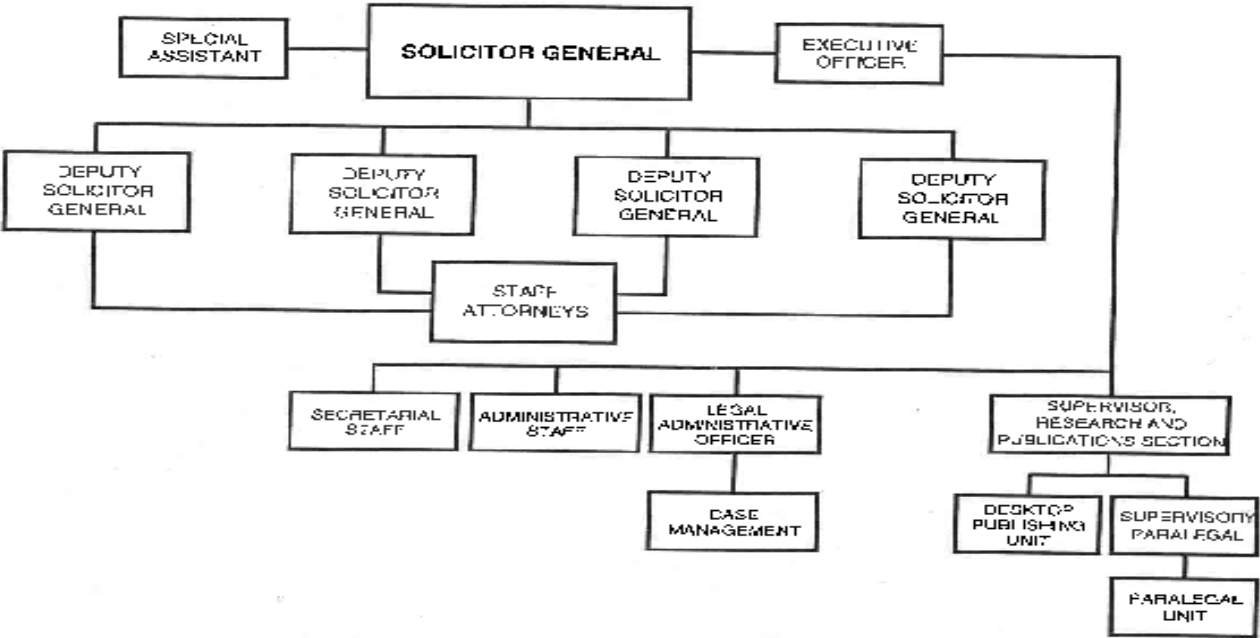 SPECIAL
ASSISTANT
SOLICITOR GENERAL
EXECUTIVE
OFFICER
DEPUTY
SOLICITOR
GENERAL
DEPUTY
SOLICITOR
GENERAL
DEPUTY
SOLICITOR
GENERAL
DEPUTY
SOLICITOR
GENERAL
STAFF
ATTORNEYS
SECRETARIAL
STAFF
ADMINISTRATIVE
STAFF
LEGAL
ADMINISTRATIVE
OFFICER
SUPERVISOR,
RESEARCH AND
PUBLICATIONS SECTION
CASE
MANAGEMENT
DESKTOP
PUBLISHING
UNIT
SUPERVISORY
PARALEGAL
PARALEGAL
UNIT